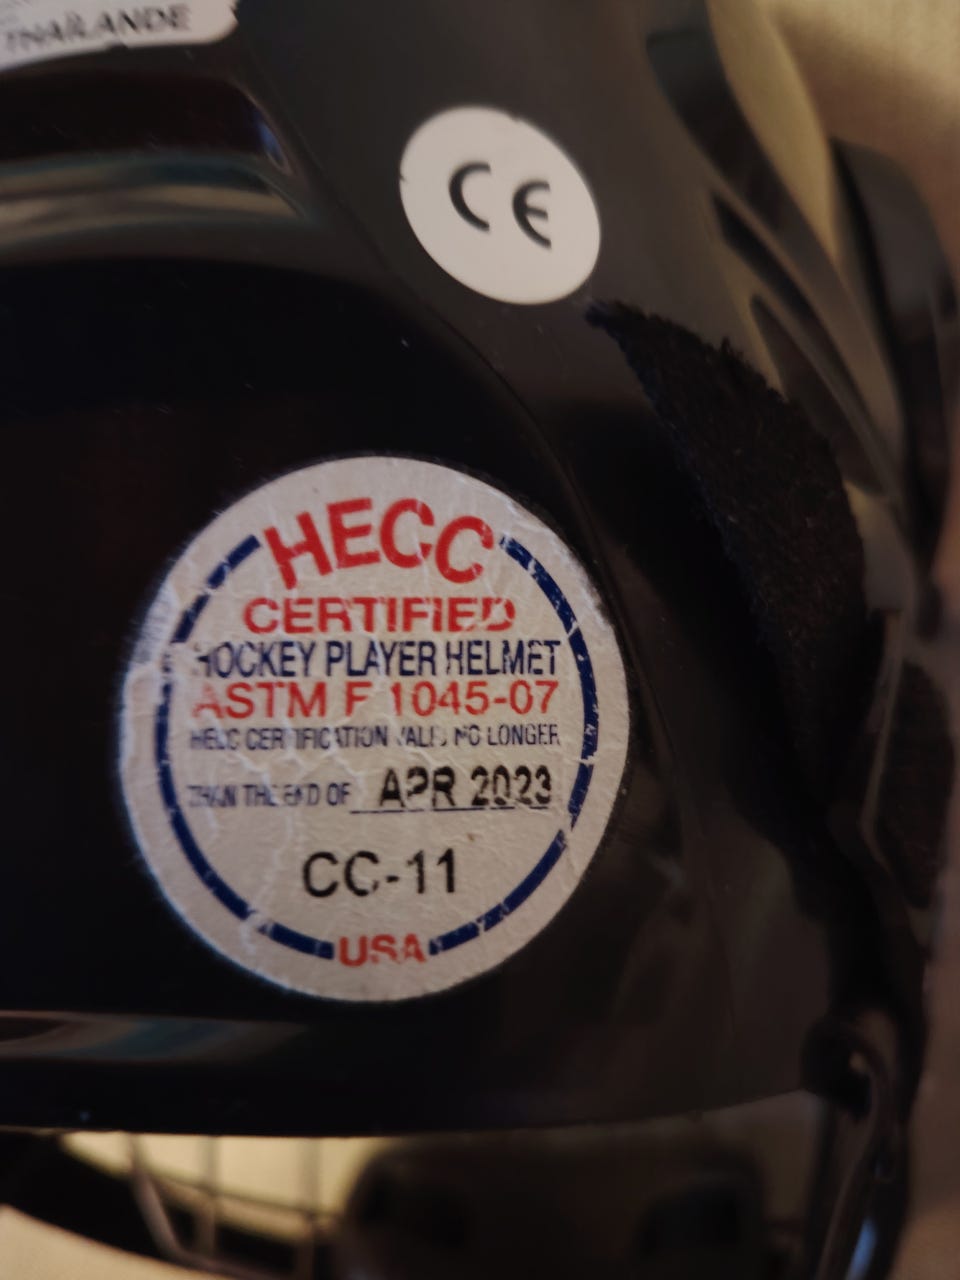 THAÏLANDE
CE
HECC
CERTIFIED
HOCKEY PLAYER HELMET
ASTM F 1045-07
HECC CERTIFICATION VALID NO LONGER
THAN THE END OF APR 2023
CC-11
USA